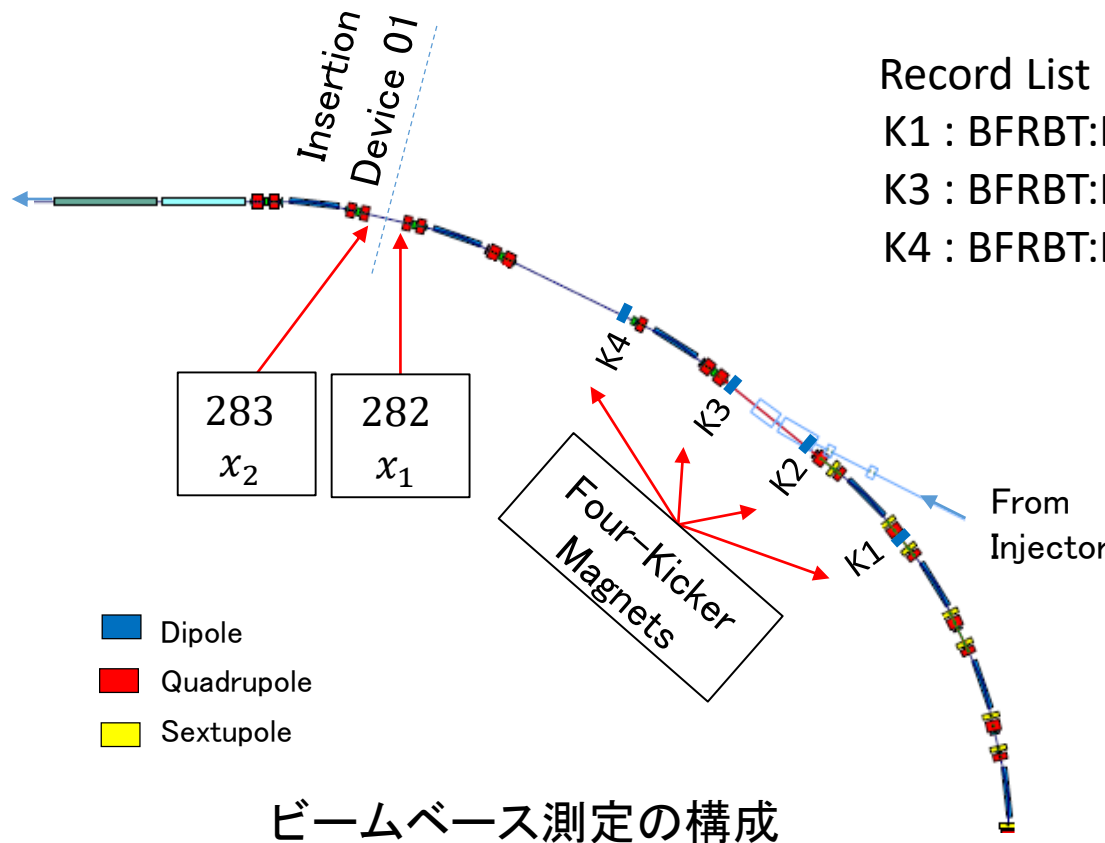 Insertion
Device 01
Record List
K1 : BFRBT:
K3 : BFRBT:
K4 : BFRBT:
283
x₂
282
x₁
K4
K3
K2
K1
Four-Kicker
Magnets
From
Injector
Dipole
Quadrupole
Sextupole
ビームベース測定の構成